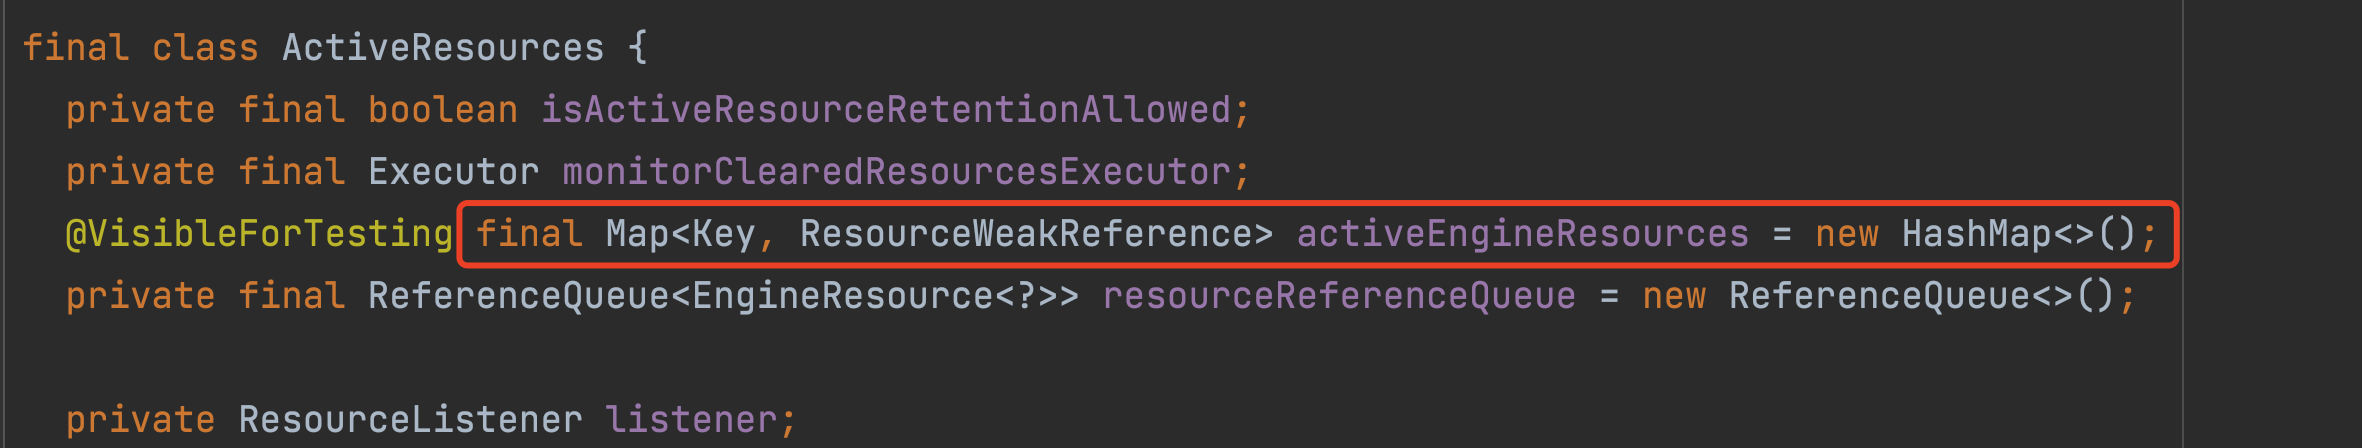 final class ActiveResources {
private final boolean isActiveResourceRetentionAllowed;
private final Executor monitorClearedResourcesExecutor;
@VisibleForTesting final Map<Key, ResourceWeakReference> activeEngineResources = new HashMap<>();
private final ReferenceQueue<EngineResource<?>> resourceReferenceQueue = new ReferenceQueue<>();
private ResourceListener listener;